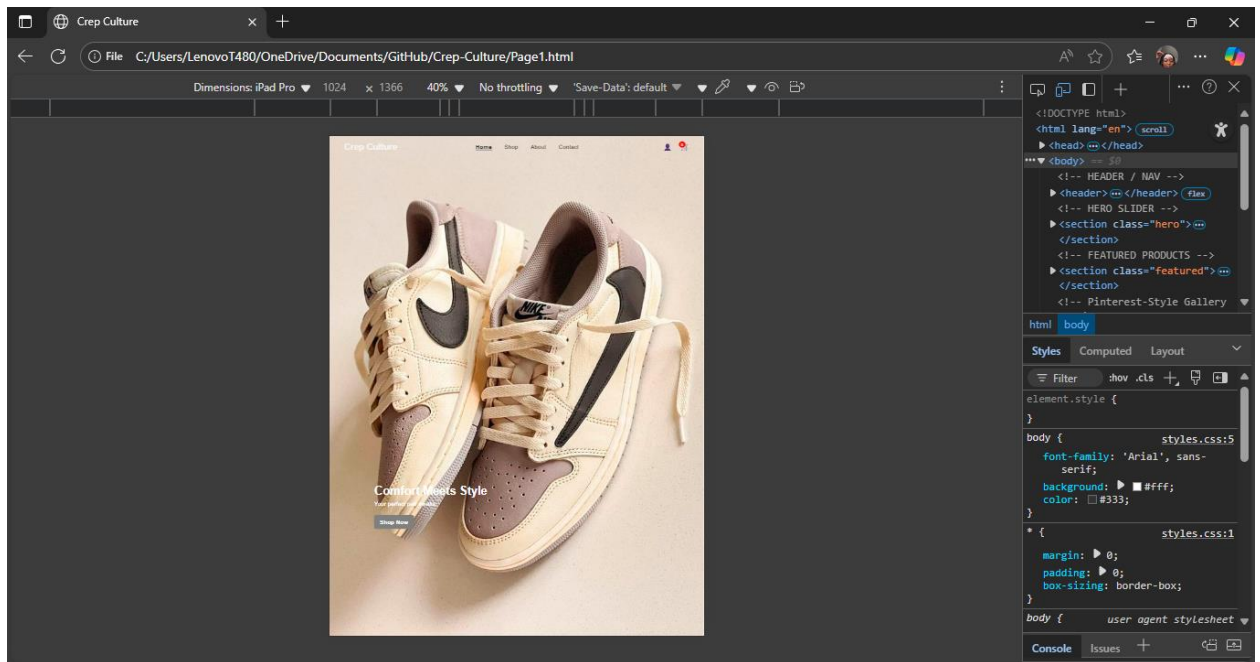 Crep Culture
File C:/Users/LenovoT480/OneDrive/Documents/GitHub/Crep-Culture/Page1.html
Dimensions: iPad Pro ▼ 1024 x 1366 40% ▼ No throttling ▼ 'Save-Data': default ▼
<!DOCTYPE html>
<html lang="en"> scroll
▶ <head> ••• </head>
•••▼ <body> == $0
<!-- HEADER / NAV -->
▶ <header> ••• </header> flex
<!-- HERO SLIDER -->
▶ <section class="hero"> •••
</section>
<!-- FEATURED PRODUCTS -->
▶ <section class="featured"> •••
</section>
<!-- Pinterest-Style Gallery
html body
Styles Computed Layout
Filter :hov .cls
element.style {
}
body { styles.css:5
font-family: 'Arial', sans-
serif;
background: ▶ #fff;
color: #333;
}
* { styles.css:1
margin: ▶ 0;
padding: ▶ 0;
box-sizing: border-box;
}
body { user agent stylesheet
Console Issues
Crep Culture Home Shop About Contact
NIKE
Comfort Meets Style
Your perfect pair
Shop Now